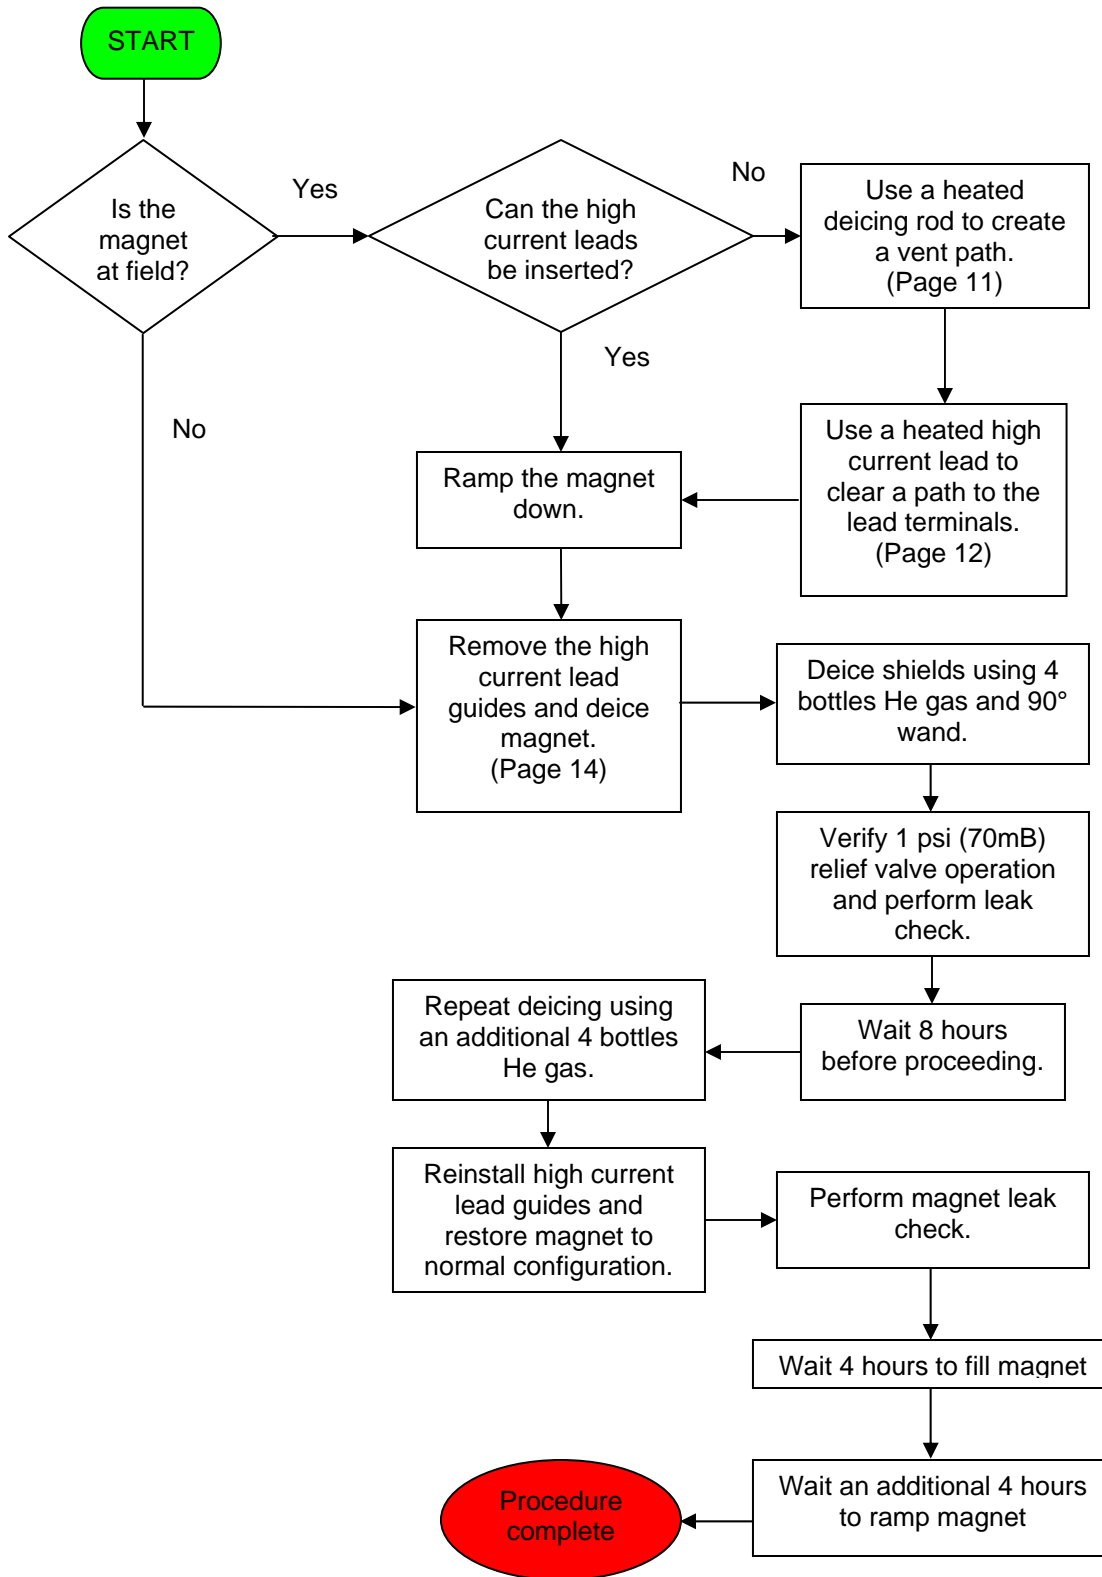 START
Is the
magnet
at field?
Yes
Can the high
current leads
be inserted?
No
Use a heated
deicing rod to create
a vent path.
(Page 11)
Yes
No
Ramp the magnet
down.
Use a heated high
current lead to
clear a path to the
lead terminals.
(Page 12)
Remove the high
current lead
guides and deice
magnet.
(Page 14)
Deice shields using 4
bottles He gas and 90°
wand.
Verify 1 psi (70mB)
relief valve operation
and perform leak
check.
Wait 8 hours
before proceeding.
Repeat deicing using
an additional 4 bottles
He gas.
Reinstall high current
lead guides and
restore magnet to
normal configuration.
Perform magnet leak
check.
Wait 4 hours to fill magnet
Wait an additional 4 hours
to ramp magnet
Procedure
complete